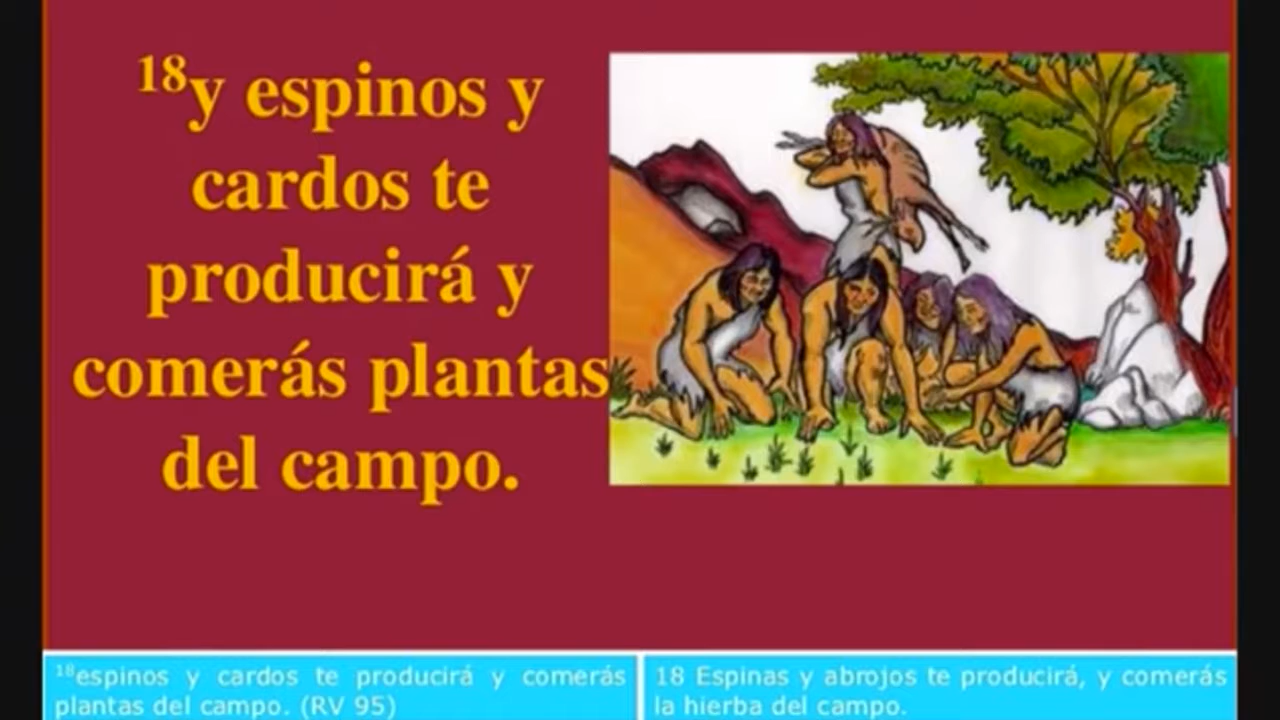 ¹⁸y espinos y
cardos te
producirá y
comerás plantas
del campo.
¹⁸espinos y cardos te producirá y comerás
plantas del campo. (RV 95)
18 Espinas y abrojos te producirá, y comerás
la hierba del campo.